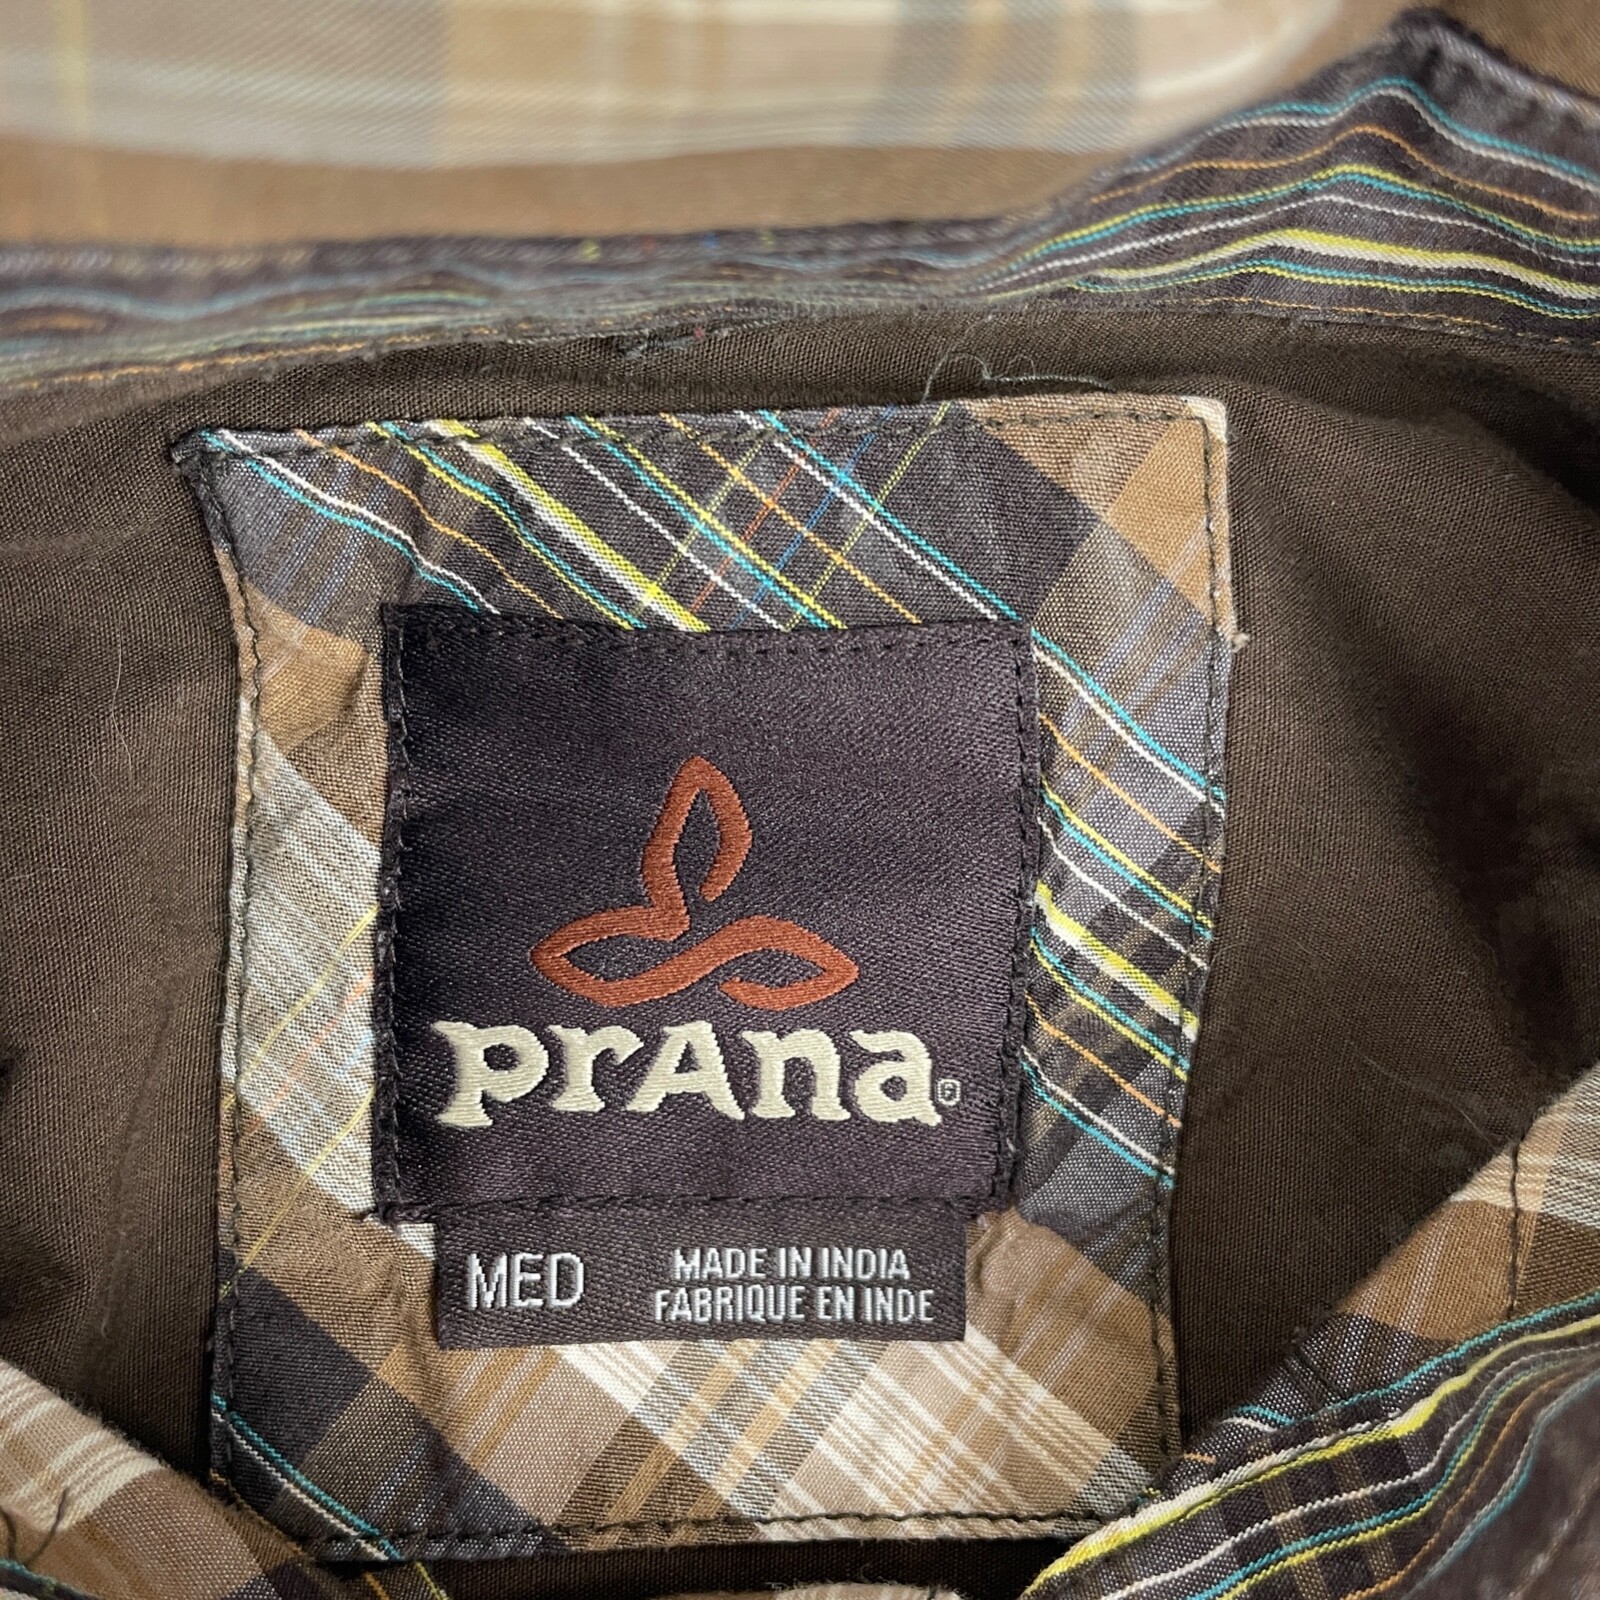 prAna®
MED
MADE IN INDIA
FABRIQUE EN INDE